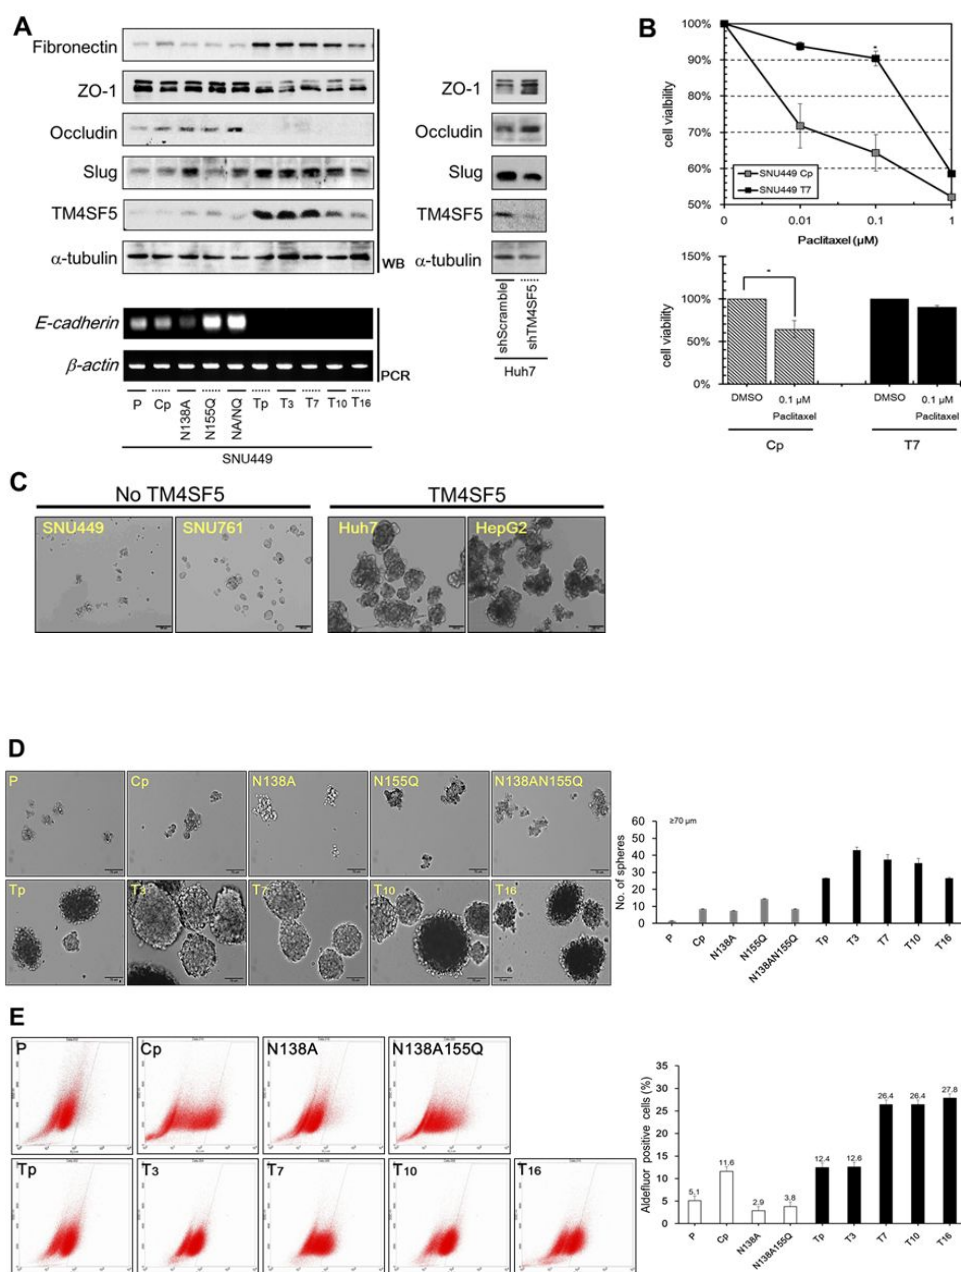 A
Fibronectin
ZO-1
Occludin
Slug
TM4SF5
α-tubulin
WB
E-cadherin
β-actin
PCR
P Cp N138A N155Q NA/NQ Tp T3 T7 T10 T16
SNU449
ZO-1
Occludin
Slug
TM4SF5
α-tubulin
shScramble shTM4SF5
Huh7
B
100%
90%
80%
70%
60%
50%
cell vialbility
SNU449 Cp
SNU449 T7
0 0.01 0.1 1
Paclitaxel (μM)
150%
100%
50%
0%
cell viability
DMSO 0.1 μM DMSO 0.1 μM
Paclitaxel Paclitaxel
Cp T7
C
No TM4SF5 TM4SF5
SNU449 SNU761 Huh7 HepG2
D
P Cp N138A N155Q N138AN155Q
Tp T3 T7 T10 T16
≥70 μm
60
50
40
30
20
10
0
No. of spheres
P Cp N138A N155Q N138AN155Q Tp T3 T7 T10 T16
E
P Cp N138A N138A155Q
Tp T3 T7 T10 T16
35
30
25
20
15
10
5
0
Aldefluor positive cells (%)
5,1 11,6 2,9 3,8 12,4 12,6 26,4 26,4 27,8
P Cp N138A N138A155Q Tp T3 T7 T10 T16